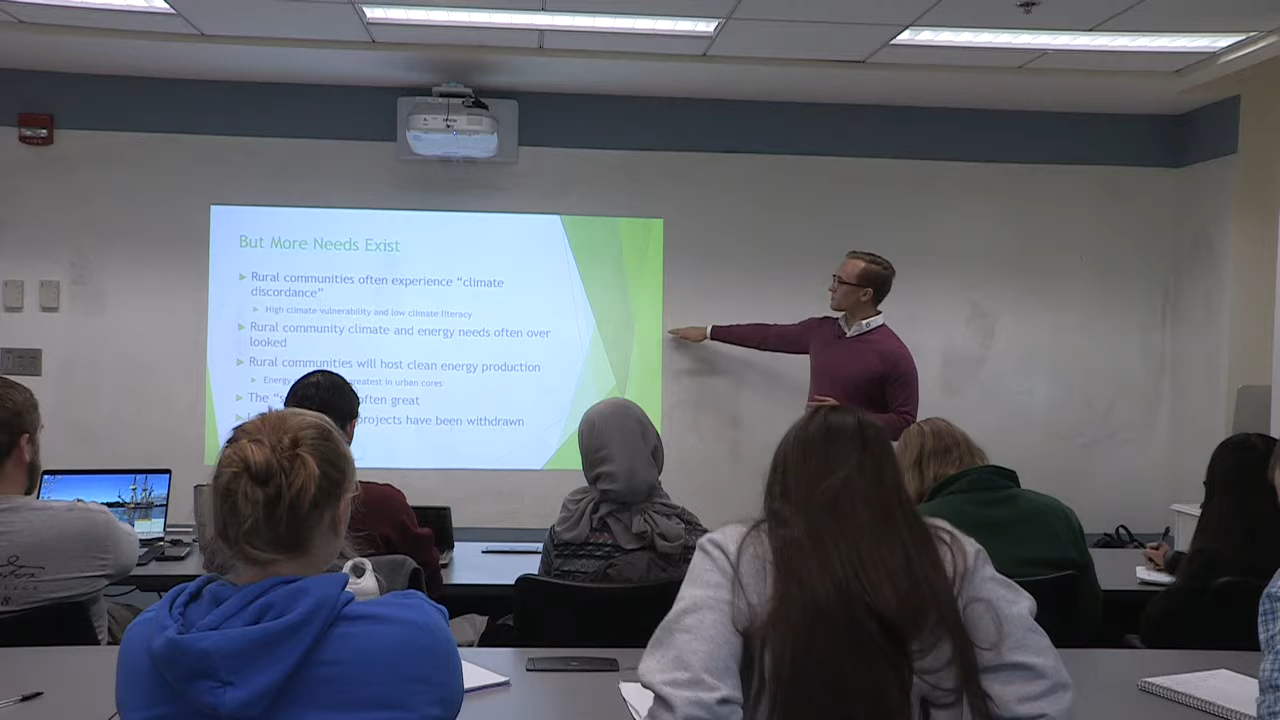 But More Needs Exist
Rural communities often experience “climate
discordance”
High climate vulnerability and low climate literacy
Rural community climate and energy needs often over
looked
Rural communities will host clean energy production
Energy greatest in urban cores
The “s often great
projects have been withdrawn